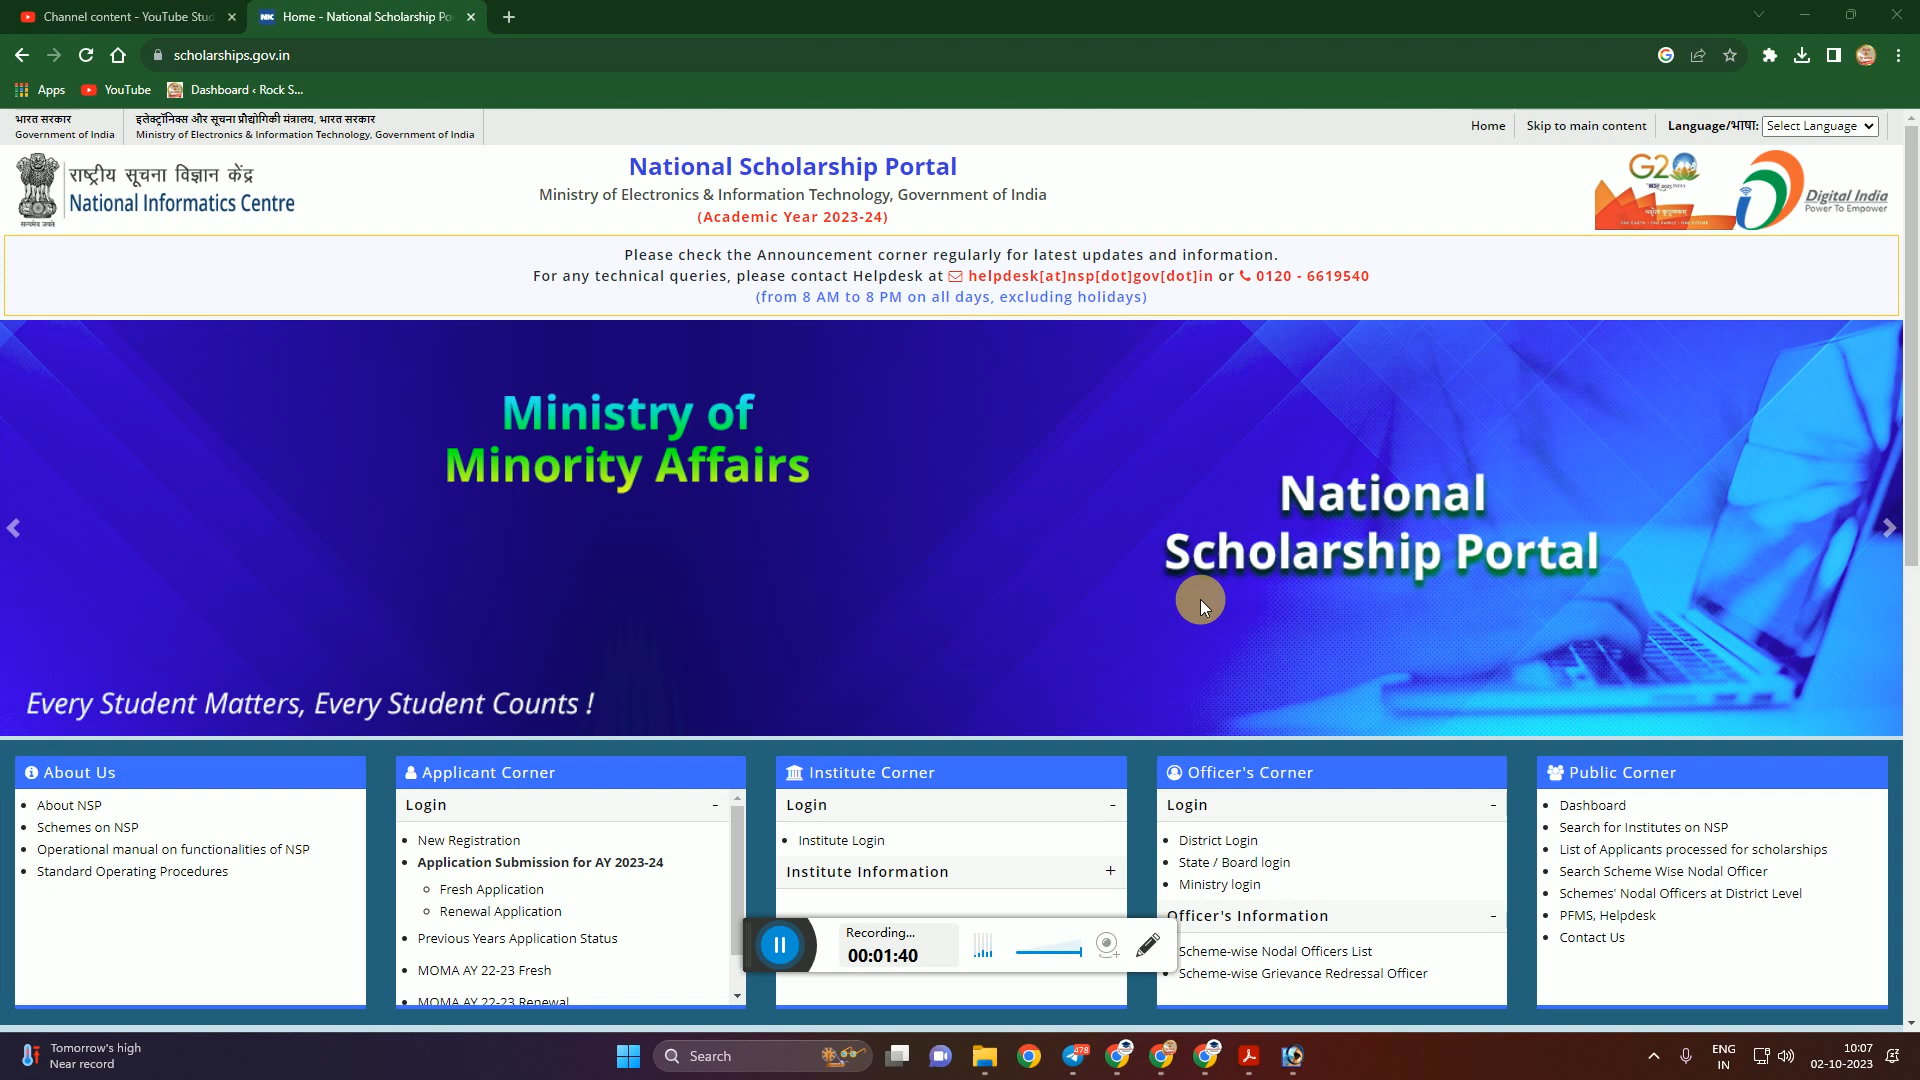 Channel content - YouTube Stud
Home - National Scholarship Po
scholarships.gov.in
Apps
YouTube
Dashboard ‹ Rock S...
भारत सरकार
Government of India
इलेक्ट्रॉनिक्स और सूचना प्रौद्योगिकी मंत्रालय, भारत सरकार
Ministry of Electronics & Information Technology, Government of India
Home
Skip to main content
Language/भाषा:
Select Language
राष्ट्रीय सूचना विज्ञान केंद्र
National Informatics Centre
सत्यमेव जयते
National Scholarship Portal
Ministry of Electronics & Information Technology, Government of India
(Academic Year 2023-24)
G20
Digital India
Power To Empower
Please check the Announcement corner regularly for latest updates and information.
For any technical queries, please contact Helpdesk at helpdesk[at]nsp[dot]gov[dot]in or 0120 - 6619540
(from 8 AM to 8 PM on all days, excluding holidays)
Ministry of
Minority Affairs
National
Scholarship Portal
Every Student Matters, Every Student Counts !
About Us
About NSP
Schemes on NSP
Operational manual on functionalities of NSP
Standard Operating Procedures
Applicant Corner
Login -
New Registration
Application Submission for AY 2023-24
Fresh Application
Renewal Application
Previous Years Application Status
MOMA AY 22-23 Fresh
MOMA AY 22-23 Renewal
Institute Corner
Login -
Institute Login
Institute Information +
Officer's Corner
Login -
District Login
State / Board login
Ministry login
Officer's Information -
Scheme-wise Nodal Officers List
Scheme-wise Grievance Redressal Officer
Public Corner
Dashboard
Search for Institutes on NSP
List of Applicants processed for scholarships
Search Scheme Wise Nodal Officer
Schemes' Nodal Officers at District Level
PFMS, Helpdesk
Contact Us
Recording...
00:01:40
Tomorrow's high
Near record
Search
478
ENG
IN
10:07
02-10-2023